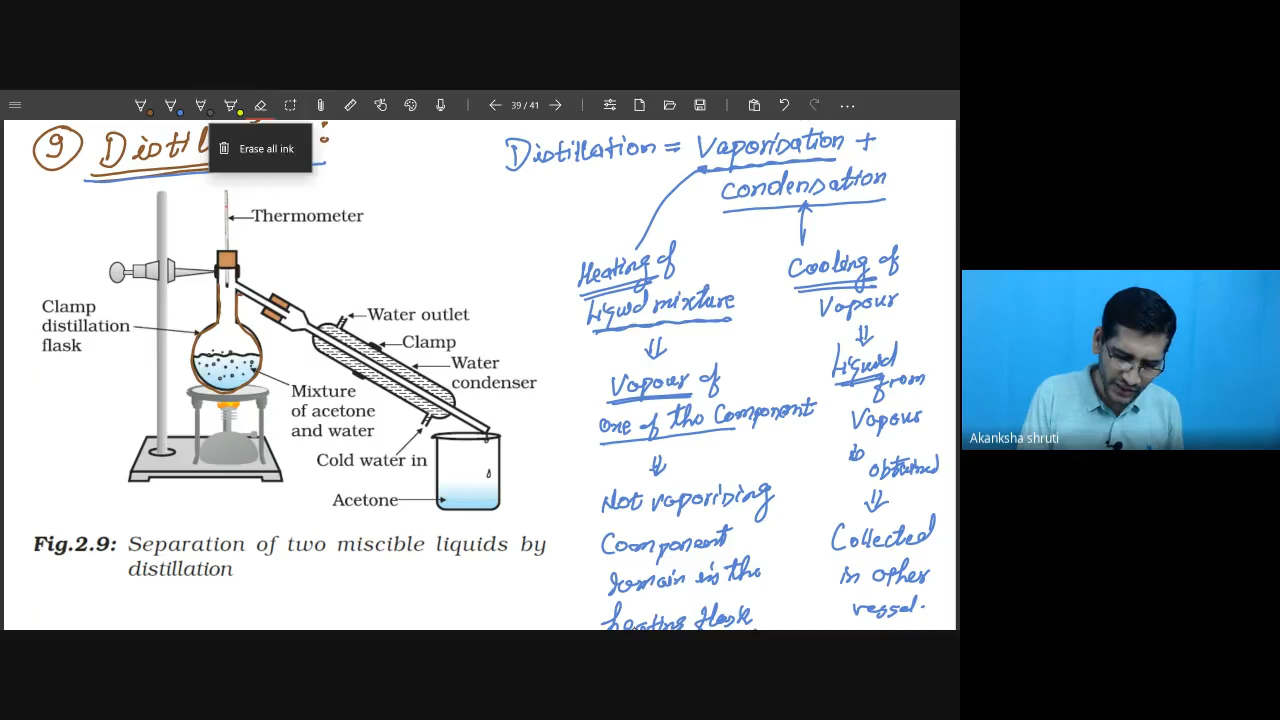 39 / 41
Erase all ink
9
Distillation = Vaporisation +
Condensation
Thermometer
Clamp
distillation
flask
Water outlet
Clamp
Water
condenser
Mixture
of acetone
and water
Cold water in
Acetone
Fig.2.9: Separation of two miscible liquids by
distillation
Heating of
liquid mixture
Vapour of
one of the Component
Not vaporising
Component
remain in the
heating flask
Cooling of
Vapour
Liquid
from
Vapour
is
obtained
Collected
in other
vessel.
Akanksha shruti